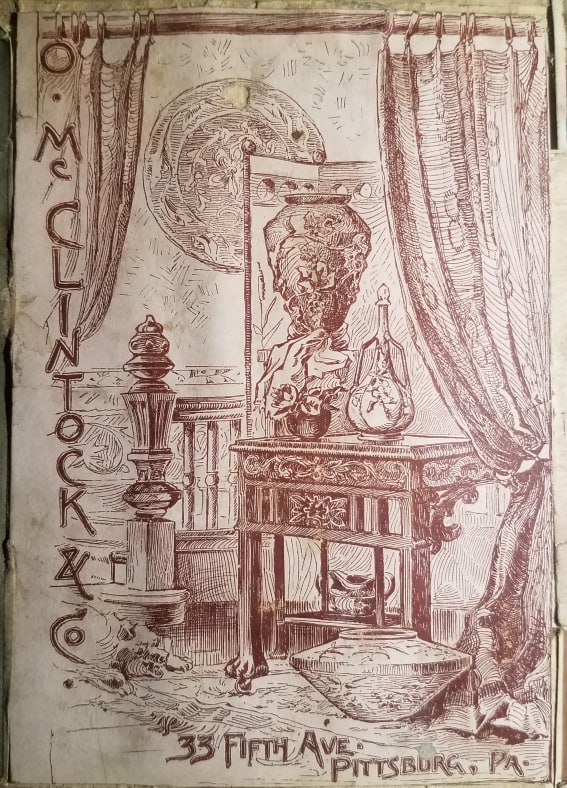 O. McCLINTOCK & Co.
33 FIFTH AVE.
PITTSBURG, PA.